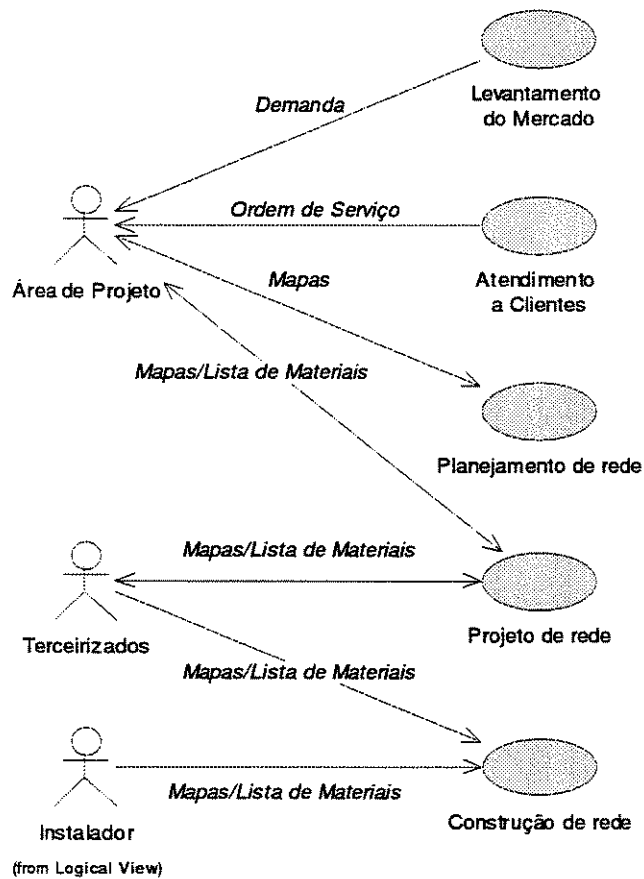 Demanda
Levantamento
do Mercado
Ordem de Serviço
Área de Projeto
Mapas
Atendimento
a Clientes
Mapas/Lista de Materiais
Planejamento de rede
Mapas/Lista de Materiais
Terceirizados
Projeto de rede
Mapas/Lista de Materiais
Mapas/Lista de Materiais
Instalador
Construção de rede
(from Logical View)